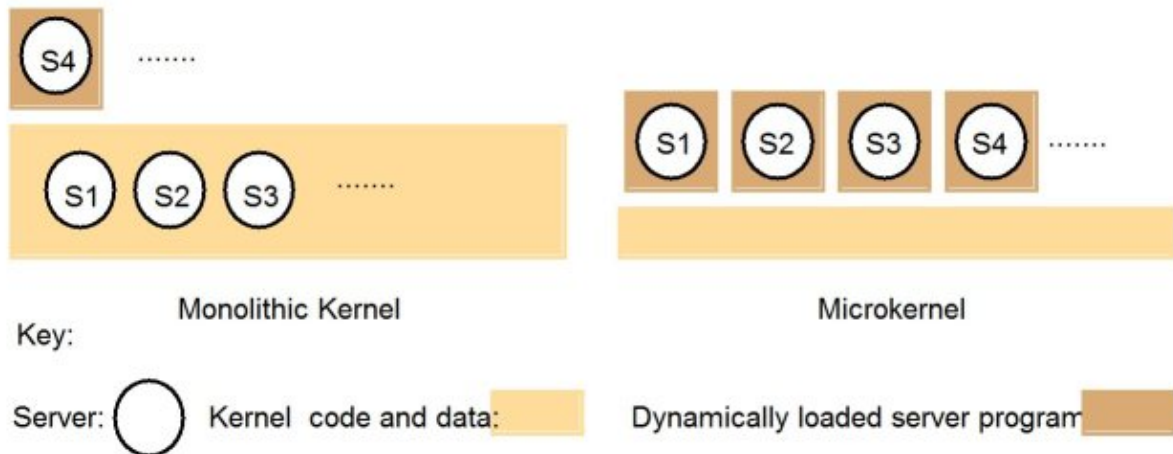 S4 .......
S1 S2 S3 S4 .......
S1 S2 S3 .......
Monolithic Kernel Microkernel
Key:
Server: Kernel code and data: Dynamically loaded server program